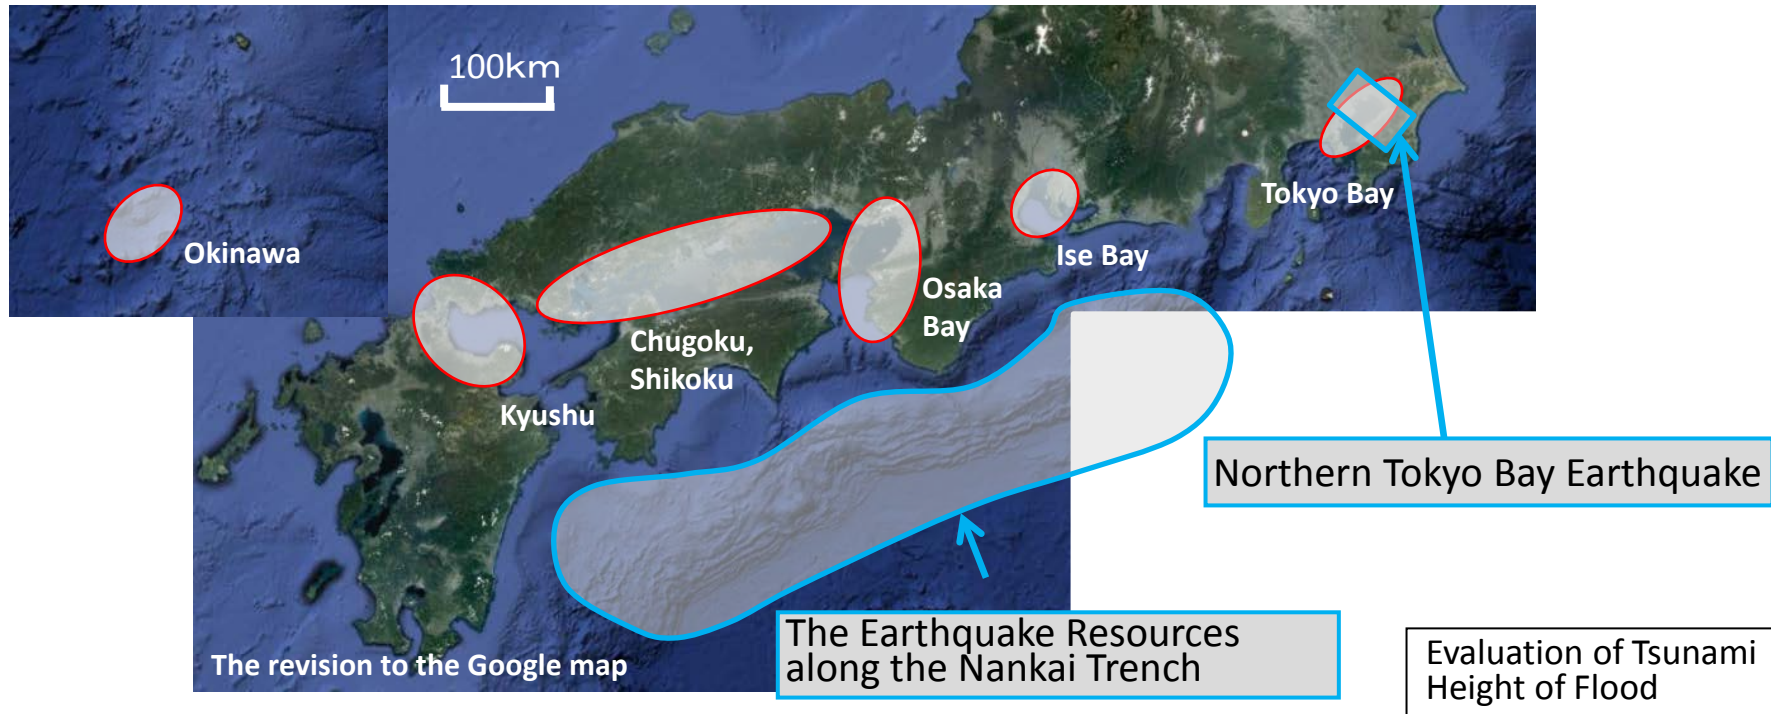 100km
Okinawa
Kyushu
Chugoku,
Shikoku
Osaka
Bay
Ise Bay
Tokyo Bay
Northern Tokyo Bay Earthquake
The Earthquake Resources
along the Nankai Trench
The revision to the Google map
Evaluation of Tsunami
Height of Flood